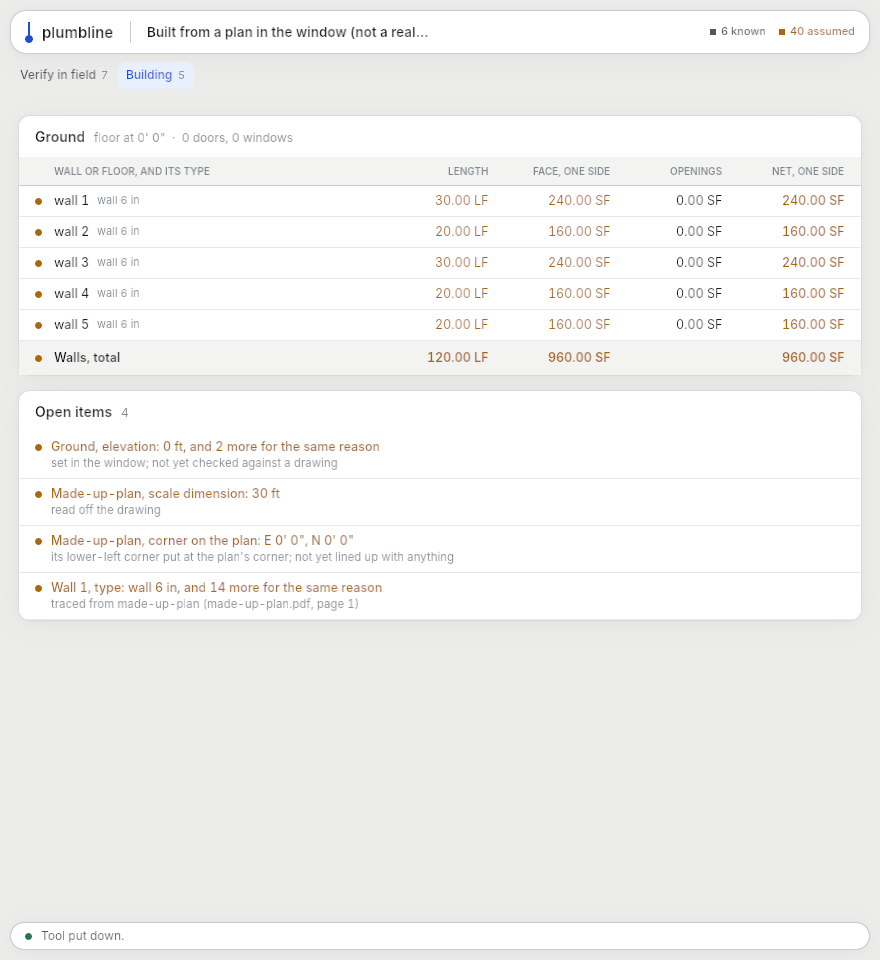 plumbline
Built from a plan in the window (not a real...
6 known 40 assumed
Verify in field 7 Building 5
Ground floor at 0' 0" · 0 doors, 0 windows
WALL OR FLOOR, AND ITS TYPE LENGTH FACE, ONE SIDE OPENINGS NET, ONE SIDE
wall 1 wall 6 in 30.00 LF 240.00 SF 0.00 SF 240.00 SF
wall 2 wall 6 in 20.00 LF 160.00 SF 0.00 SF 160.00 SF
wall 3 wall 6 in 30.00 LF 240.00 SF 0.00 SF 240.00 SF
wall 4 wall 6 in 20.00 LF 160.00 SF 0.00 SF 160.00 SF
wall 5 wall 6 in 20.00 LF 160.00 SF 0.00 SF 160.00 SF
Walls, total 120.00 LF 960.00 SF 960.00 SF
Open items 4
Ground, elevation: 0 ft, and 2 more for the same reason
set in the window; not yet checked against a drawing
Made-up-plan, scale dimension: 30 ft
read off the drawing
Made-up-plan, corner on the plan: E 0' 0", N 0' 0"
its lower-left corner put at the plan's corner; not yet lined up with anything
Wall 1, type: wall 6 in, and 14 more for the same reason
traced from made-up-plan (made-up-plan.pdf, page 1)
Tool put down.